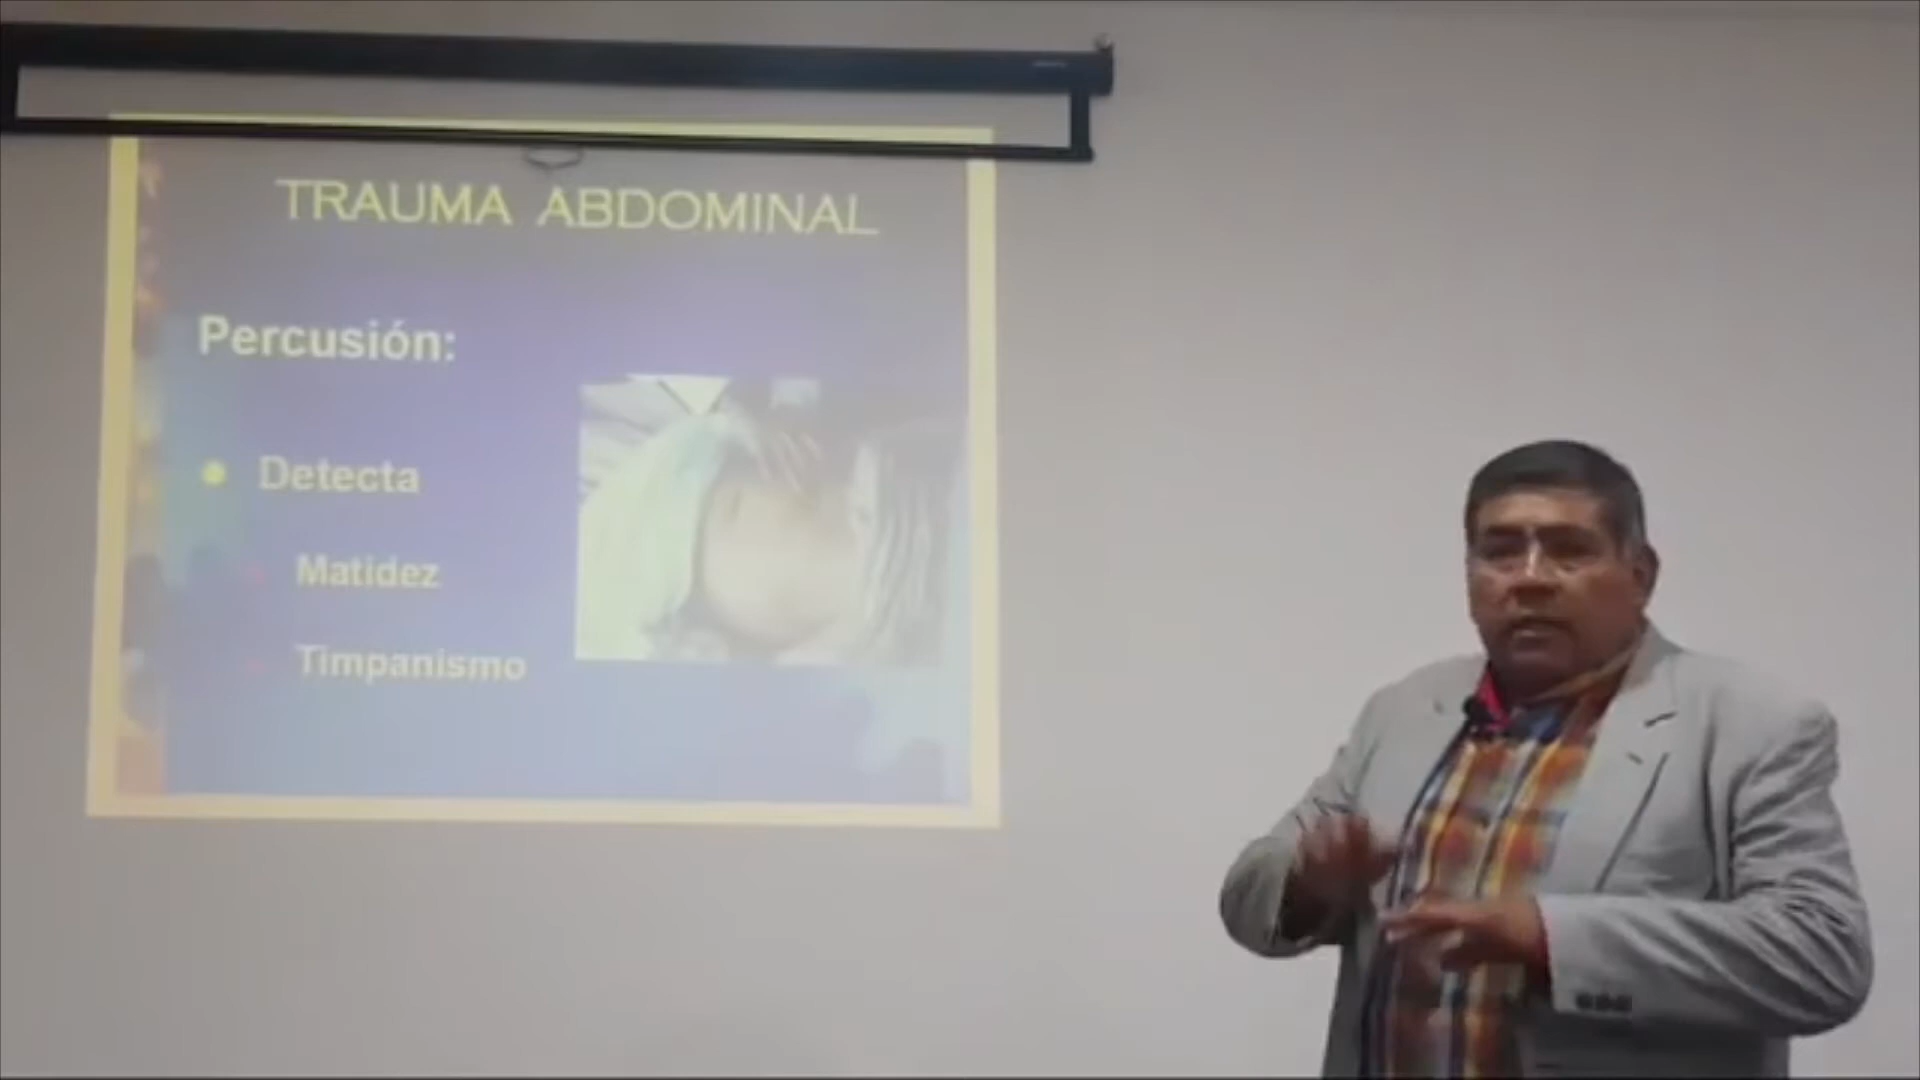 TRAUMA ABDOMINAL
Percusión:
Detecta
Matidez
Timpanismo